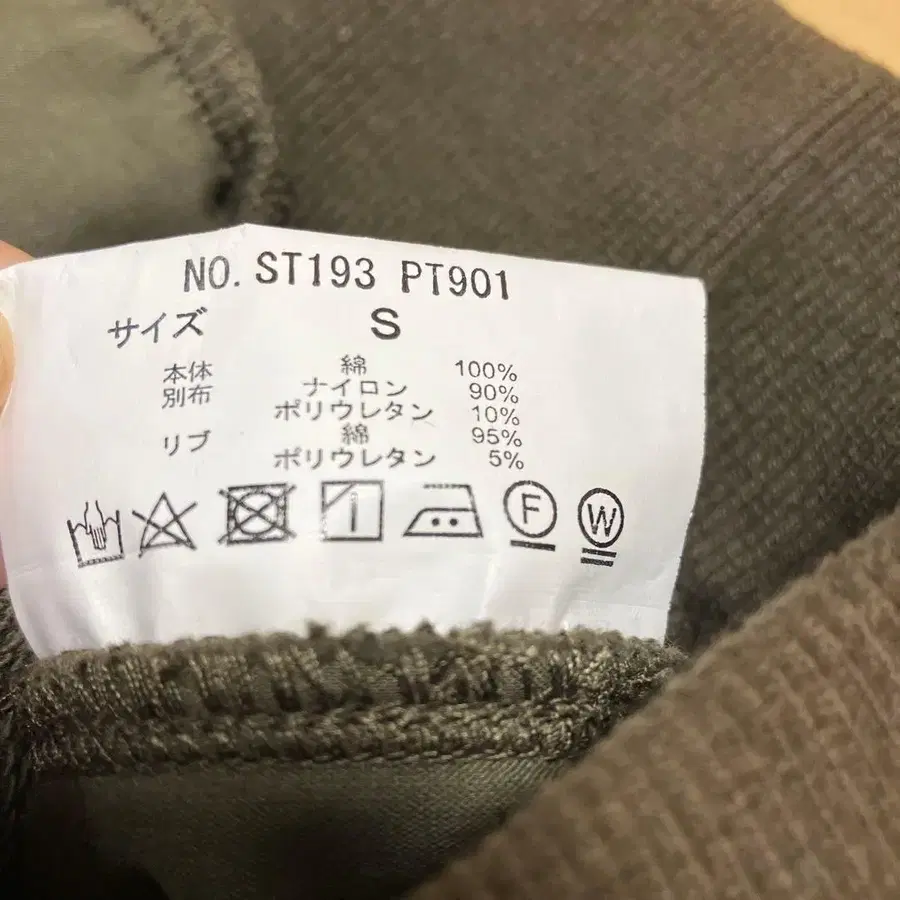 NO. ST193 PT901
サイズ S
本体 綿 100%
別布 ナイロン 90%
ポリウレタン 10%
リブ 綿 95%
ポリウレタン 5%
F W